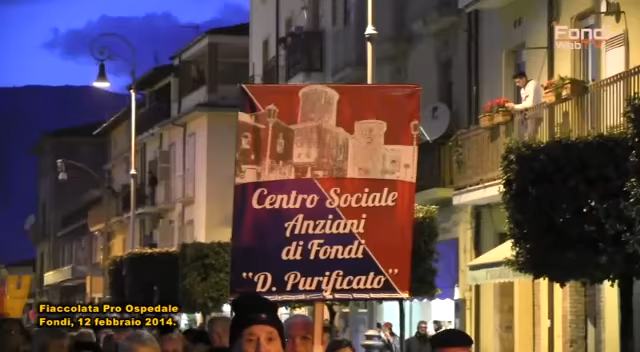 Fondi
WebTV
Centro Sociale
Anziani
di Fondi
"D. Purificato"
Fiaccolata Pro Ospedale
Fondi, 12 febbraio 2014.